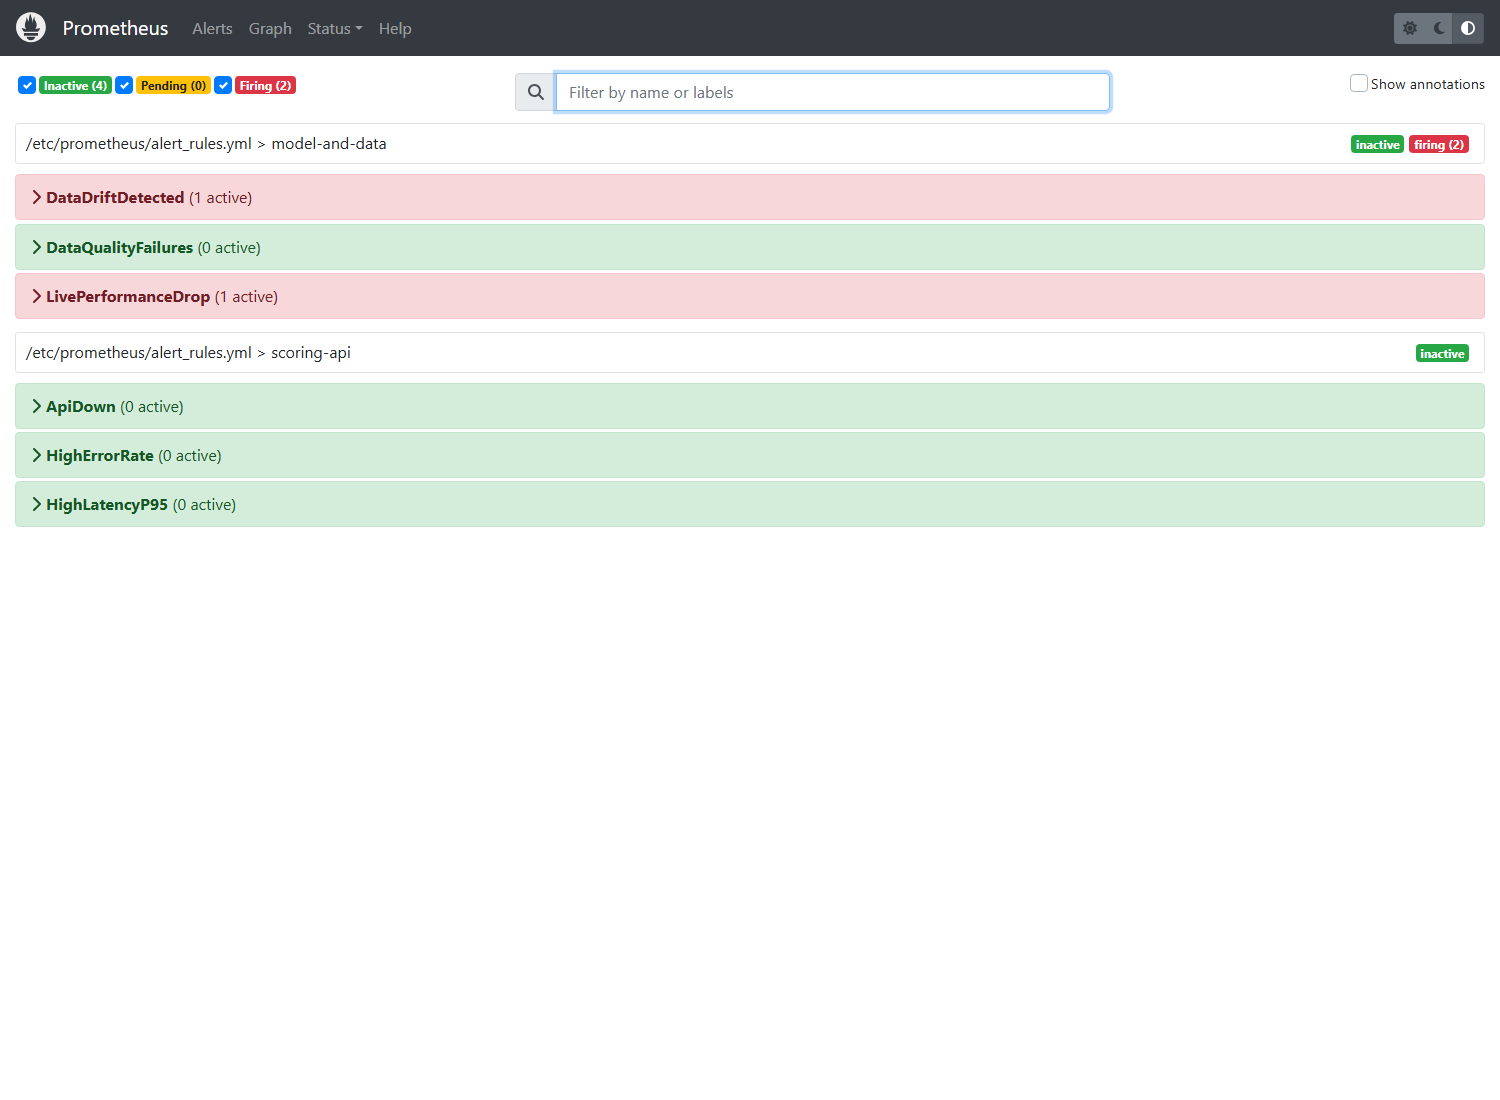 Prometheus Alerts Graph Status Help
Inactive (4) Pending (0) Firing (2) Filter by name or labels Show annotations
/etc/prometheus/alert_rules.yml > model-and-data inactive firing (2)
DataDriftDetected (1 active)
DataQualityFailures (0 active)
LivePerformanceDrop (1 active)
/etc/prometheus/alert_rules.yml > scoring-api inactive
ApiDown (0 active)
HighErrorRate (0 active)
HighLatencyP95 (0 active)